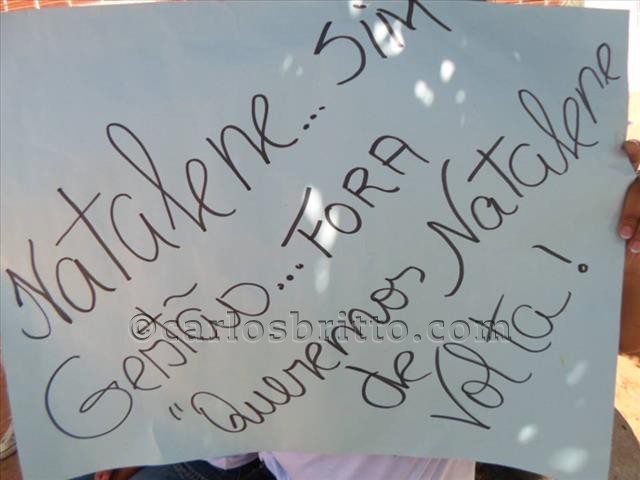 Natalene... Sim
Gestão... FORA
"Queremos Natalene
de
Volta!
©carlosbritto.com